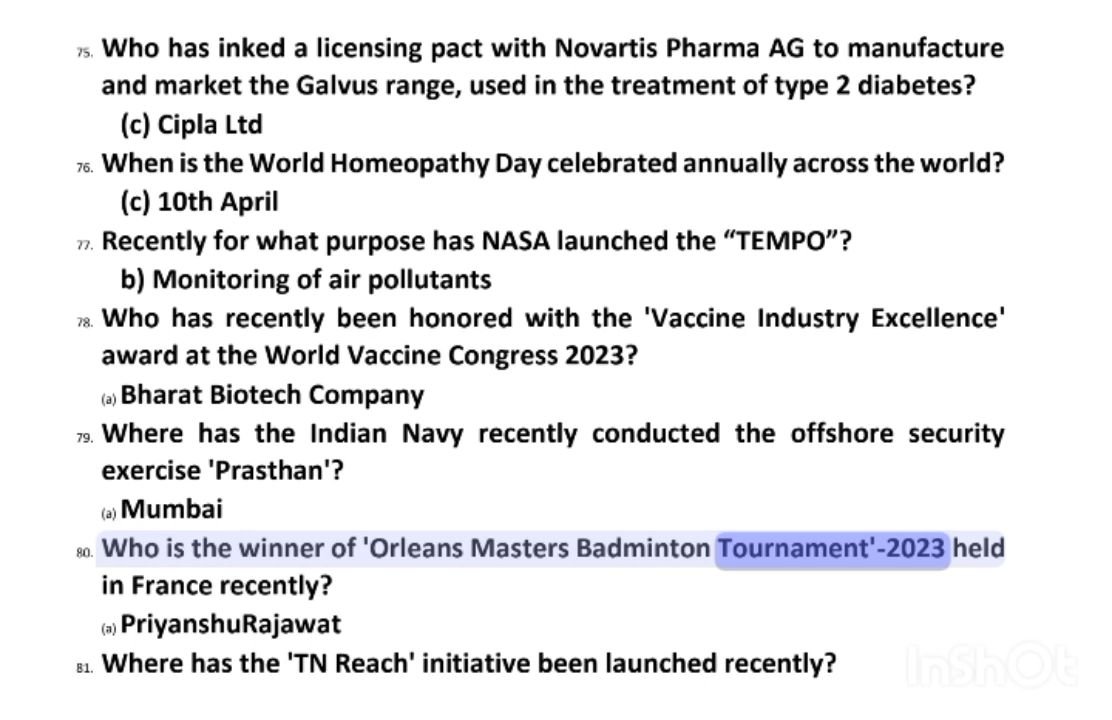 75. Who has inked a licensing pact with Novartis Pharma AG to manufacture
and market the Galvus range, used in the treatment of type 2 diabetes?
(c) Cipla Ltd
76. When is the World Homeopathy Day celebrated annually across the world?
(c) 10th April
77. Recently for what purpose has NASA launched the “TEMPO”?
b) Monitoring of air pollutants
78. Who has recently been honored with the 'Vaccine Industry Excellence'
award at the World Vaccine Congress 2023?
(a) Bharat Biotech Company
79. Where has the Indian Navy recently conducted the offshore security
exercise 'Prasthan'?
(a) Mumbai
80. Who is the winner of 'Orleans Masters Badminton Tournament'-2023 held
in France recently?
(a) PriyanshuRajawat
81. Where has the 'TN Reach' initiative been launched recently?
InShOt